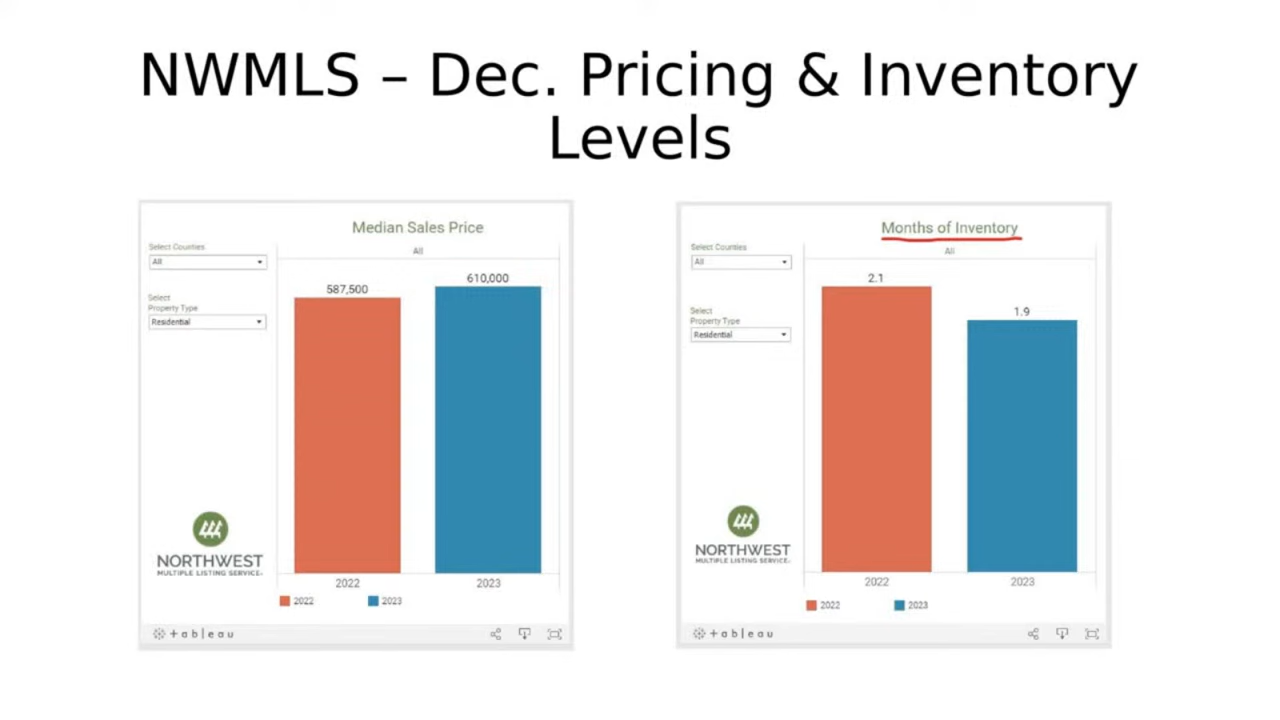 NWMLS – Dec. Pricing & Inventory
Levels
Median Sales Price
Select Counties
All
All
Select
Property Type
Residential
587,500
610,000
NORTHWEST
MULTIPLE LISTING SERVICE
2022
2023
2022
2023
+ableau
Months of Inventory
Select Counties
All
All
Select
Property Type
Residential
2.1
1.9
NORTHWEST
MULTIPLE LISTING SERVICE
2022
2023
2022
2023
+ableau